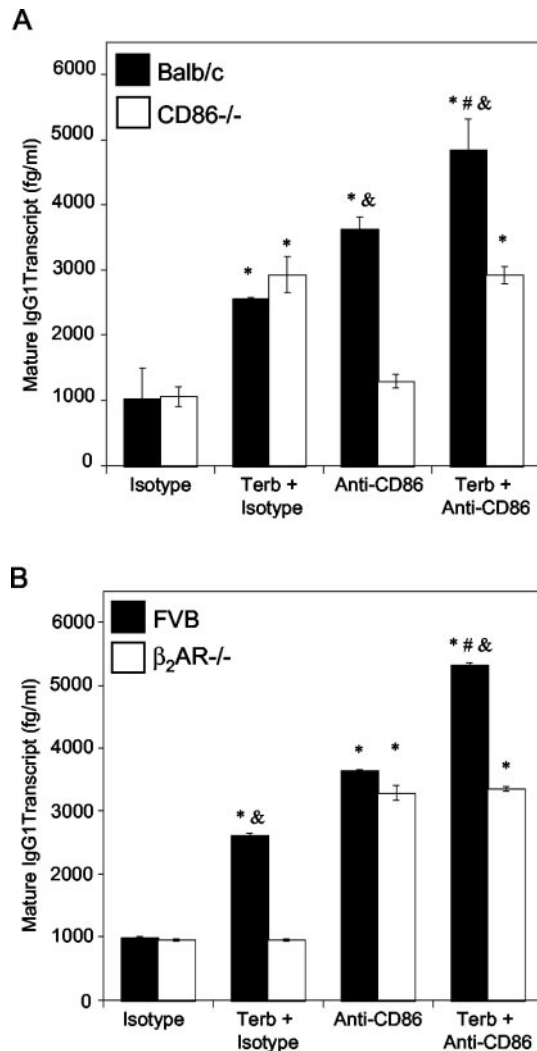 A
6000
5000
4000
3000
2000
1000
0
Mature IgG1Transcript (fg/ml)
Balb/c
CD86-/-
*
*
* &
* # &
*
Isotype
Terb +
Isotype
Anti-CD86
Terb +
Anti-CD86
B
6000
5000
4000
3000
2000
1000
0
Mature IgG1Transcript (fg/ml)
FVB
β₂AR-/-
* &
*
*
* # &
*
Isotype
Terb +
Isotype
Anti-CD86
Terb +
Anti-CD86